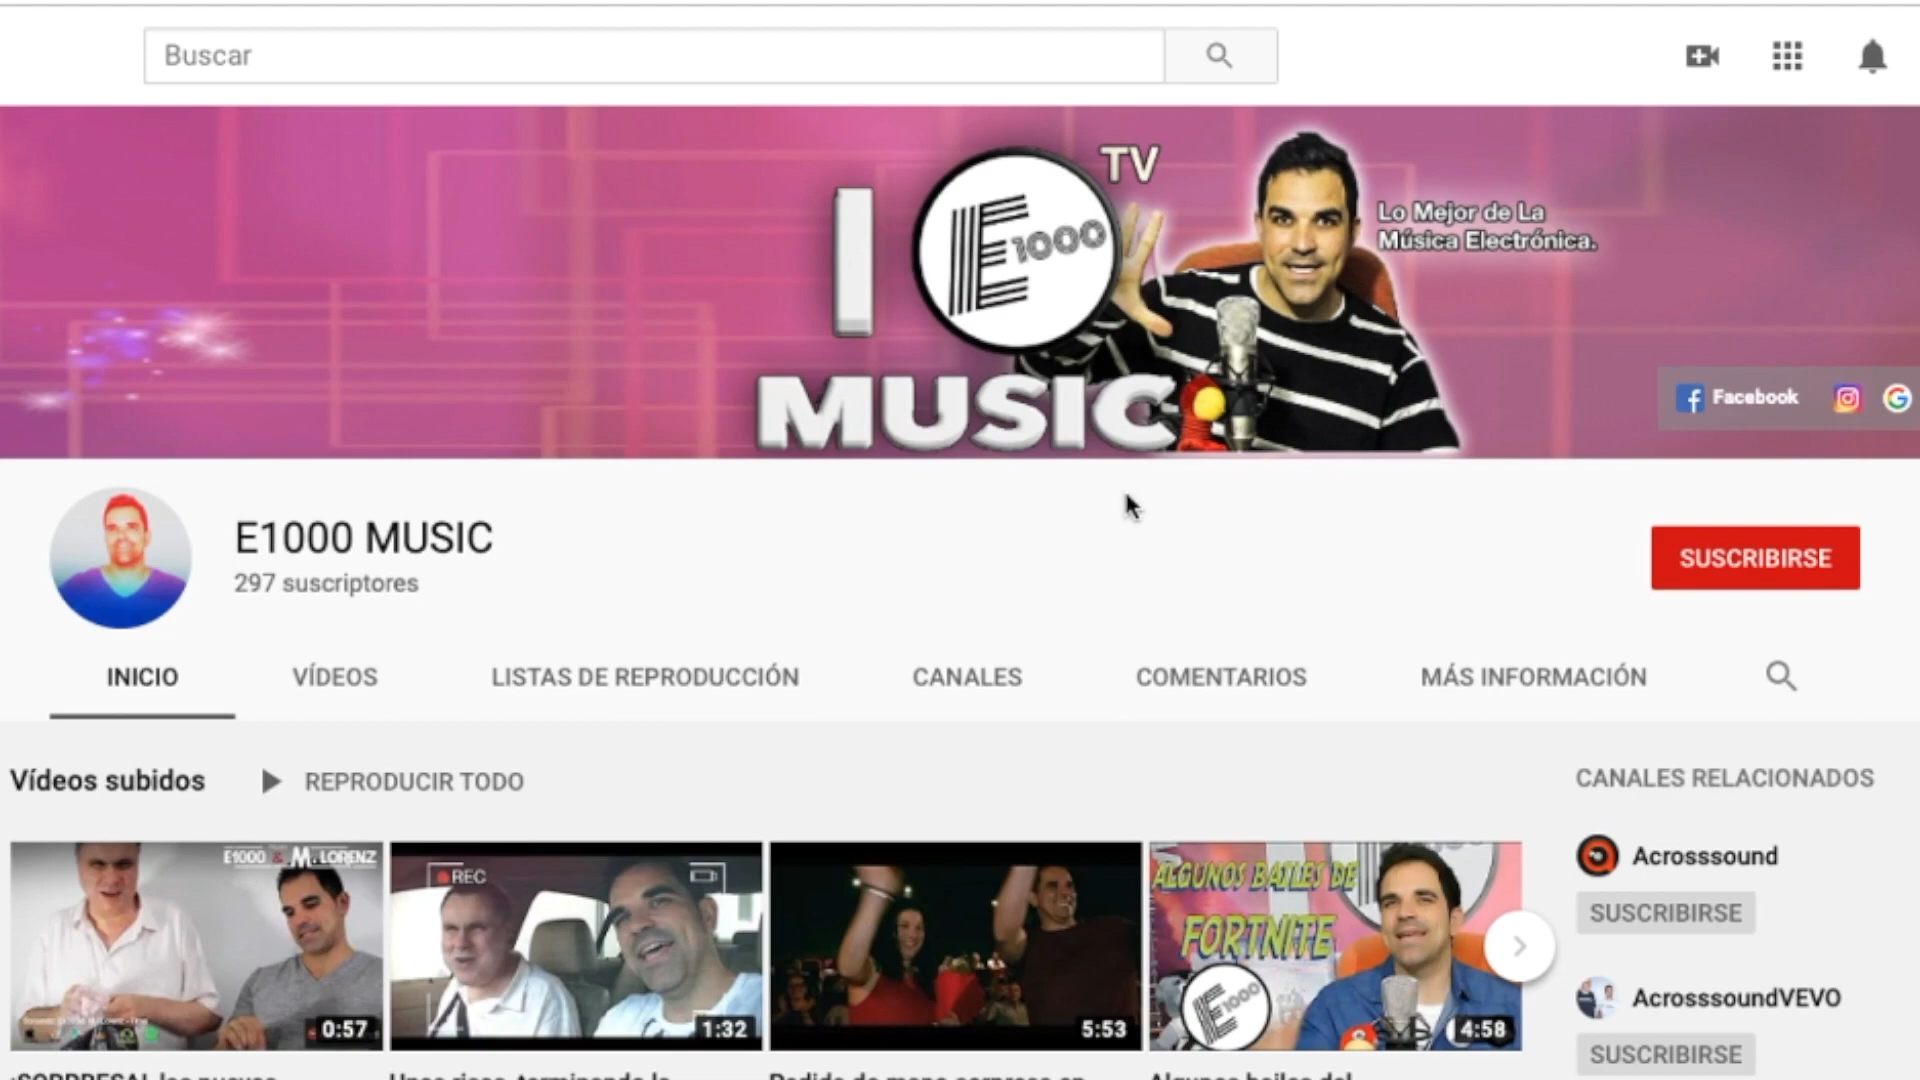 Buscar
TV
I E1000
MUSIC
Lo Mejor de La
Música Electrónica.
Facebook
E1000 MUSIC
297 suscriptores
SUSCRIBIRSE
INICIO VÍDEOS LISTAS DE REPRODUCCIÓN CANALES COMENTARIOS MÁS INFORMACIÓN
Vídeos subidos REPRODUCIR TODO
E1000 & M. LORENZ
0:57
REC
1:32
5:53
ALGUNOS BAILES DE
FORTNITE
E1000
4:58
CANALES RELACIONADOS
Acrosssound
SUSCRIBIRSE
AcrosssoundVEVO
SUSCRIBIRSE